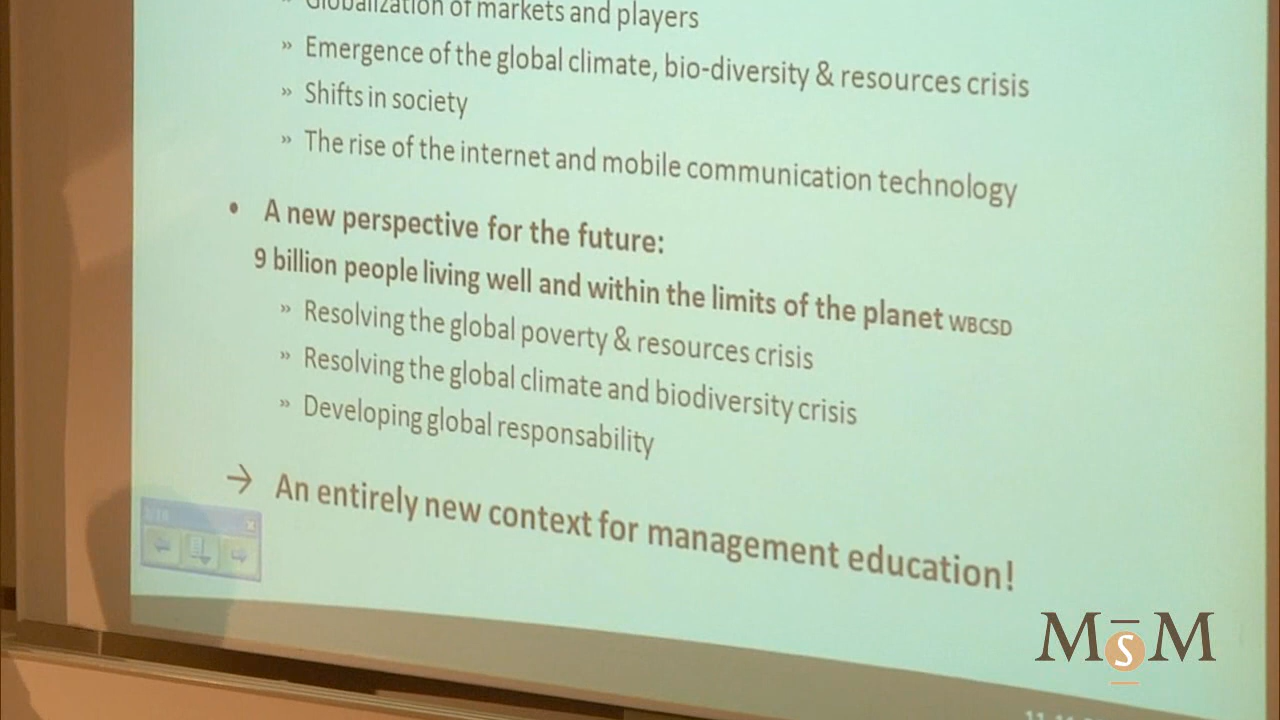 » Globalization of markets and players
» Emergence of the global climate, bio-diversity & resources crisis
» Shifts in society
» The rise of the internet and mobile communication technology
• A new perspective for the future:
9 billion people living well and within the limits of the planet WBCSD
» Resolving the global poverty & resources crisis
» Resolving the global climate and biodiversity crisis
» Developing global responsability
→ An entirely new context for management education!
MSM